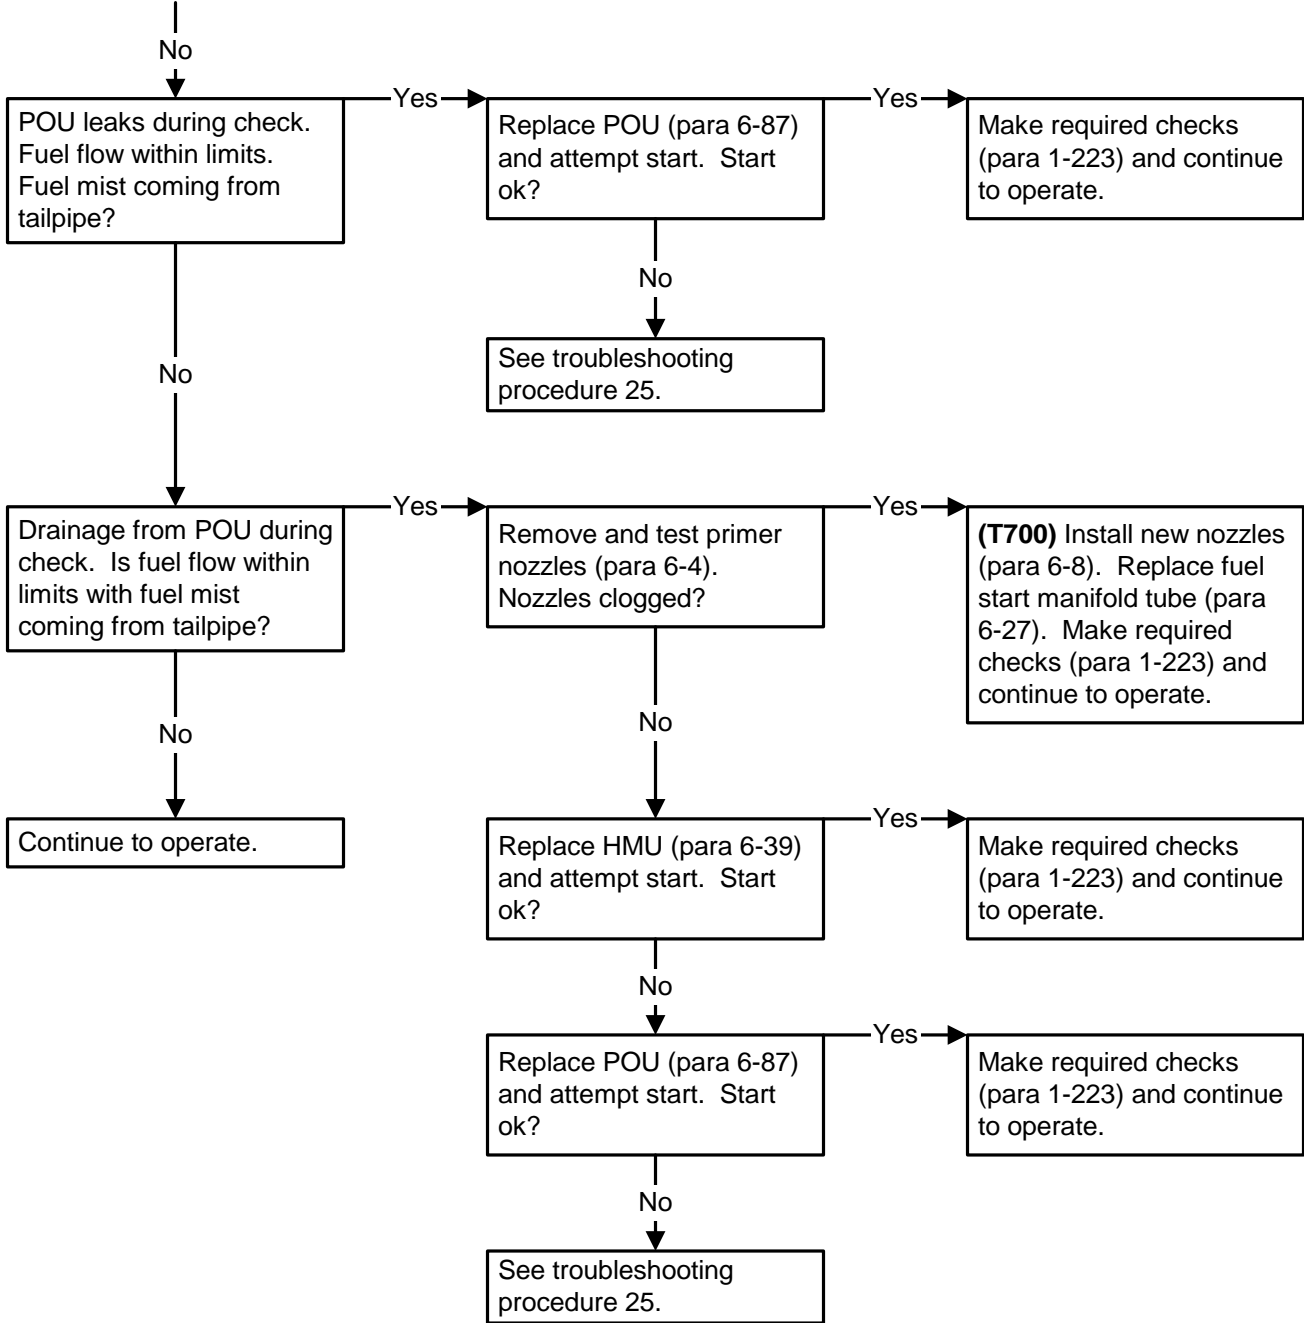 No
POU leaks during check.
Fuel flow within limits.
Fuel mist coming from
tailpipe?
Yes
Replace POU (para 6-87)
and attempt start.  Start
ok?
Yes
Make required checks
(para 1-223) and continue
to operate.
No
See troubleshooting
procedure 25.
No
Drainage from POU during
check.  Is fuel flow within
limits with fuel mist
coming from tailpipe?
Yes
Remove and test primer
nozzles (para 6-4).
Nozzles clogged?
Yes
(T700) Install new nozzles
(para 6-8).  Replace fuel
start manifold tube (para
6-27).  Make required
checks (para 1-223) and
continue to operate.
No
Continue to operate.
No
Replace HMU (para 6-39)
and attempt start.  Start
ok?
Yes
Make required checks
(para 1-223) and continue
to operate.
No
Replace POU (para 6-87)
and attempt start.  Start
ok?
Yes
Make required checks
(para 1-223) and continue
to operate.
No
See troubleshooting
procedure 25.